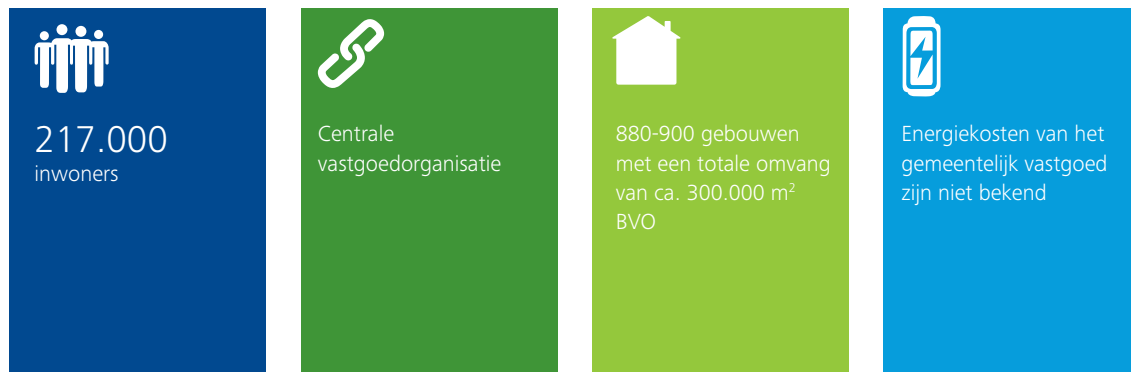 217.000
inwoners
Centrale
vastgoedorganisatie
880-900 gebouwen
met een totale omvang
van ca. 300.000 m²
BVO
Energiekosten van het
gemeentelijk vastgoed
zijn niet bekend